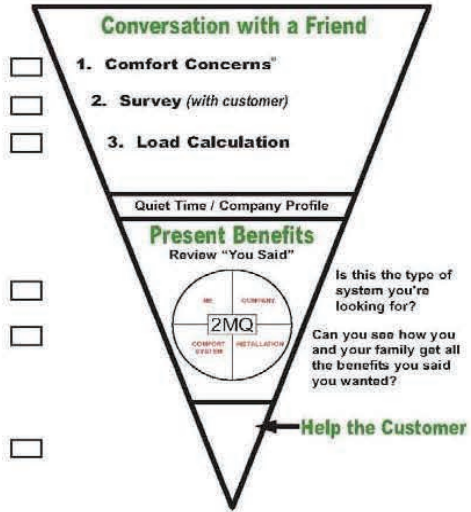 Conversation with a Friend
1. Comfort Concerns®
2. Survey (with customer)
3. Load Calculation
Quiet Time / Company Profile
Present Benefits
Review “You Said”
ME
COMPANY
2MQ
COMFORT
SYSTEM
INSTALLATION
Is this the type of
system you're
looking for?
Can you see how you
and your family get all
the benefits you said
you wanted?
Help the Customer